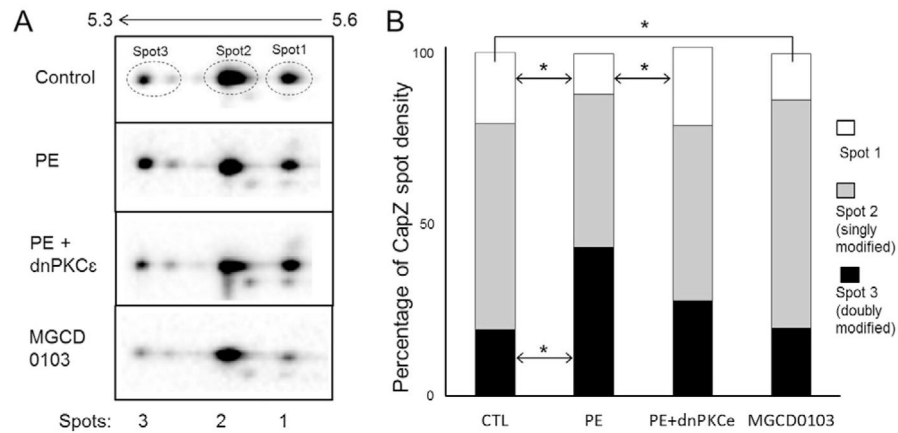 A
5.3
5.6
Spot3
Spot2
Spot1
Control
PE
PE +
dnPKCε
MGCD
0103
Spots: 3 2 1
B
Percentage of CapZ spot density
100
50
0
*
*
*
*
CTL
PE
PE+dnPKCe
MGCD0103
Spot 1
Spot 2
(singly
modified)
Spot 3
(doubly
modified)